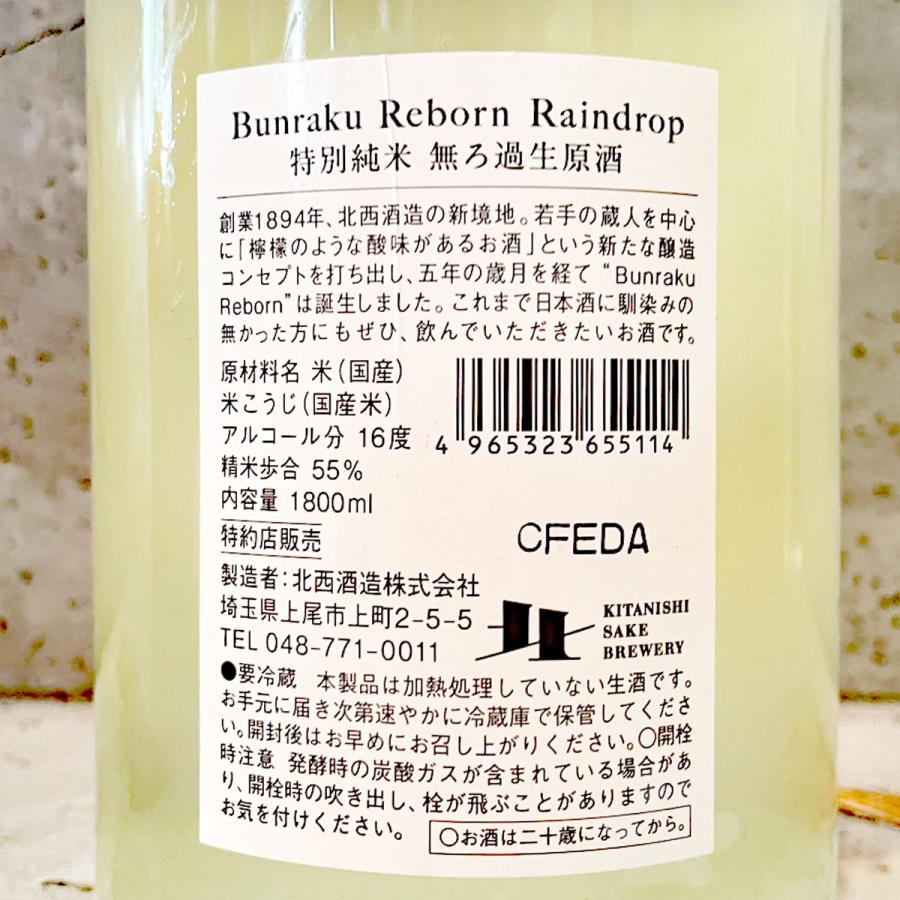 Bunraku Reborn Raindrop
特別純米 無ろ過生原酒
創業1894年、北西酒造の新境地。若手の蔵人を中心
に「檸檬のような酸味があるお酒」という新たな醸造
コンセプトを打ち出し、五年の歳月を経て “Bunraku
Reborn”は誕生しました。これまで日本酒に馴染みの
無かった方にもぜひ、飲んでいただきたいお酒です。
原材料名 米(国産)
米こうじ(国産米)
アルコール分 16度
精米歩合 55%
内容量 1800ml
4 965323 655114
特約店販売
CFEDA
製造者:北西酒造株式会社
埼玉県上尾市上町2-5-5
TEL 048-771-0011
KITANISHI
SAKE
BREWERY
●要冷蔵 本製品は加熱処理していない生酒です。
お手元に届き次第速やかに冷蔵庫で保管してくださ
い。開封後はお早めにお召し上がりください。〇開栓
時注意 発酵時の炭酸ガスが含まれている場合があ
り、開栓時の吹き出し、栓が飛ぶことがありますので
お気を付けください。
〇お酒は二十歳になってから。